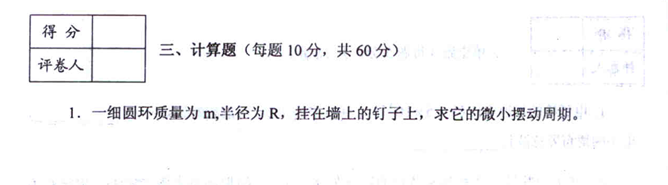 得分
评卷人
三、计算题（每题10分，共60分）
1. 一细圆环质量为m,半径为R，挂在墙上的钉子上，求它的微小摆动周期。